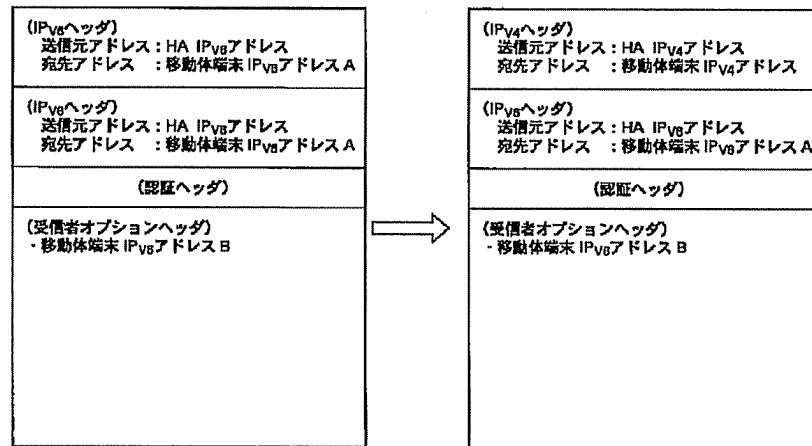 (IPV6ヘッダ)
送信元アドレス：HA IPV6アドレス
宛先アドレス ：移動体端末 IPV6アドレス A
(IPV6ヘッダ)
送信元アドレス：HA IPV6アドレス
宛先アドレス ：移動体端末 IPV6アドレス A
(認証ヘッダ)
(受信者オプションヘッダ)
- 移動体端末 IPV6アドレス B
(IPV4ヘッダ)
送信元アドレス：HA IPV4アドレス
宛先アドレス ：移動体端末 IPV4アドレス
(IPV6ヘッダ)
送信元アドレス：HA IPV6アドレス
宛先アドレス ：移動体端末 IPV6アドレス A
(認証ヘッダ)
(受信者オプションヘッダ)
- 移動体端末 IPV6アドレス B